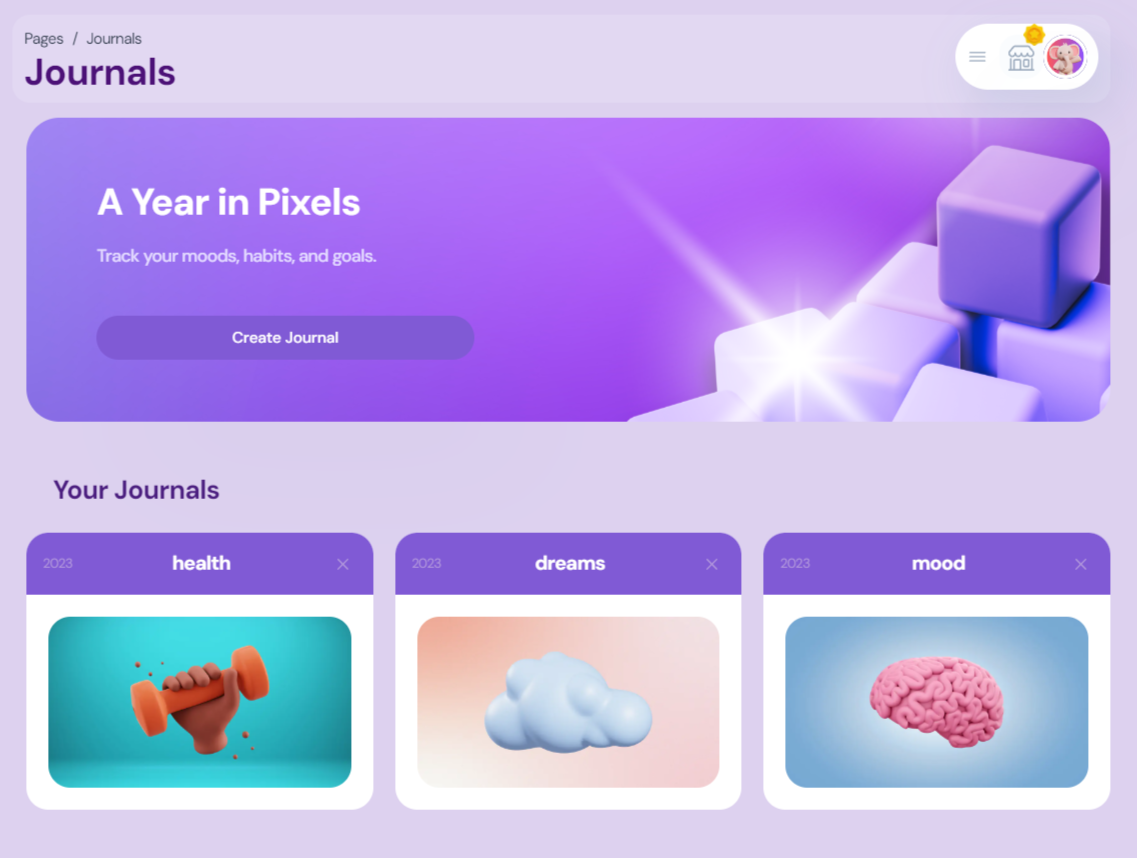 Pages / Journals
Journals
A Year in Pixels
Track your moods, habits, and goals.
Create Journal
Your Journals
2023 health
2023 dreams
2023 mood